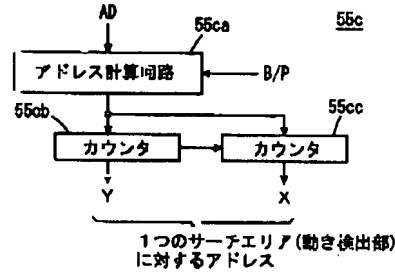 AD
55ca
55c
アドレス計算回路
B/P
55cb
55cc
カウンタ
カウンタ
Y
X
1つのサーチエリア(動き検出部)
に対するアドレス